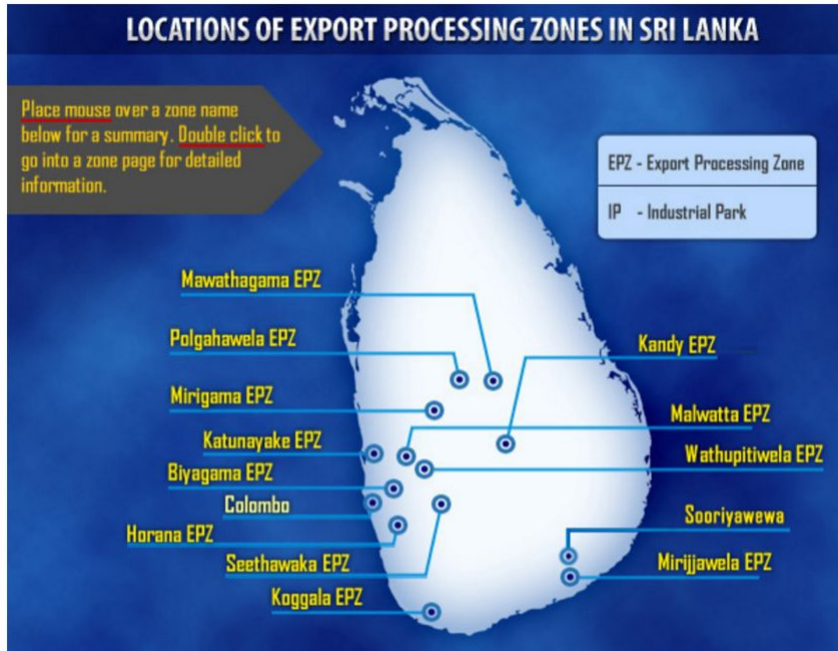 LOCATIONS OF EXPORT PROCESSING ZONES IN SRI LANKA
Place mouse over a zone name
below for a summary. Double click to
go into a zone page for detailed
information.
EPZ - Export Processing Zone
IP - Industrial Park
Mawathagama EPZ
Polgahawela EPZ
Kandy EPZ
Mirigama EPZ
Malwatta EPZ
Katunayake EPZ
Wathupitiwela EPZ
Biyagama EPZ
Colombo
Sooriyawewa
Horana EPZ
Seethawaka EPZ
Mirijjawela EPZ
Koggala EPZ